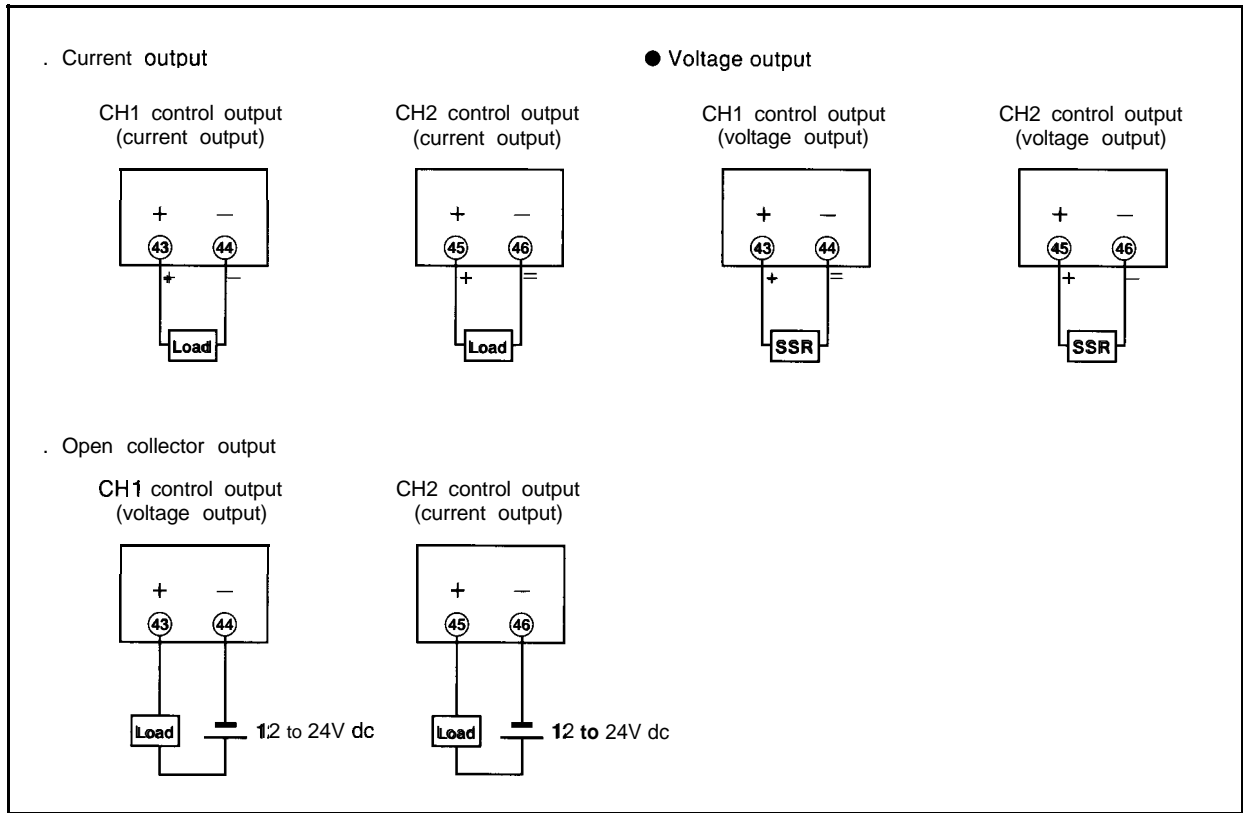 . Current output
● Voltage output
CH1 control output
(current output)
CH2 control output
(current output)
CH1 control output
(voltage output)
CH2 control output
(voltage output)
+ −
+ −
+ −
+ −
43 44
45 46
43 44
45 46
+ −
+ =
+ =
+ −
Load
Load
SSR
SSR
. Open collector output
CH1 control output
(voltage output)
CH2 control output
(current output)
+ −
+ −
43 44
45 46
Load
12 to 24V dc
Load
12 to 24V dc